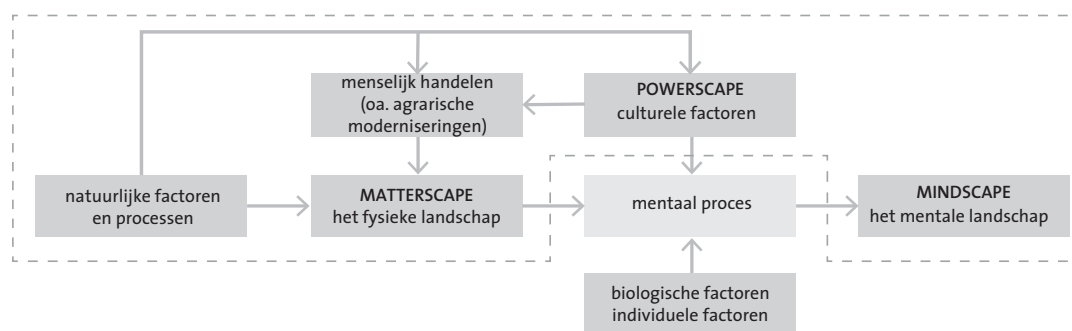 menselijk handelen
(oa. agrarische
moderniseringen)
POWERSCAPE
culturele factoren
natuurlijke factoren
en processen
MATTERSCAPE
het fysieke landschap
mentaal proces
MINDSCAPE
het mentale landschap
biologische factoren
individuele factoren